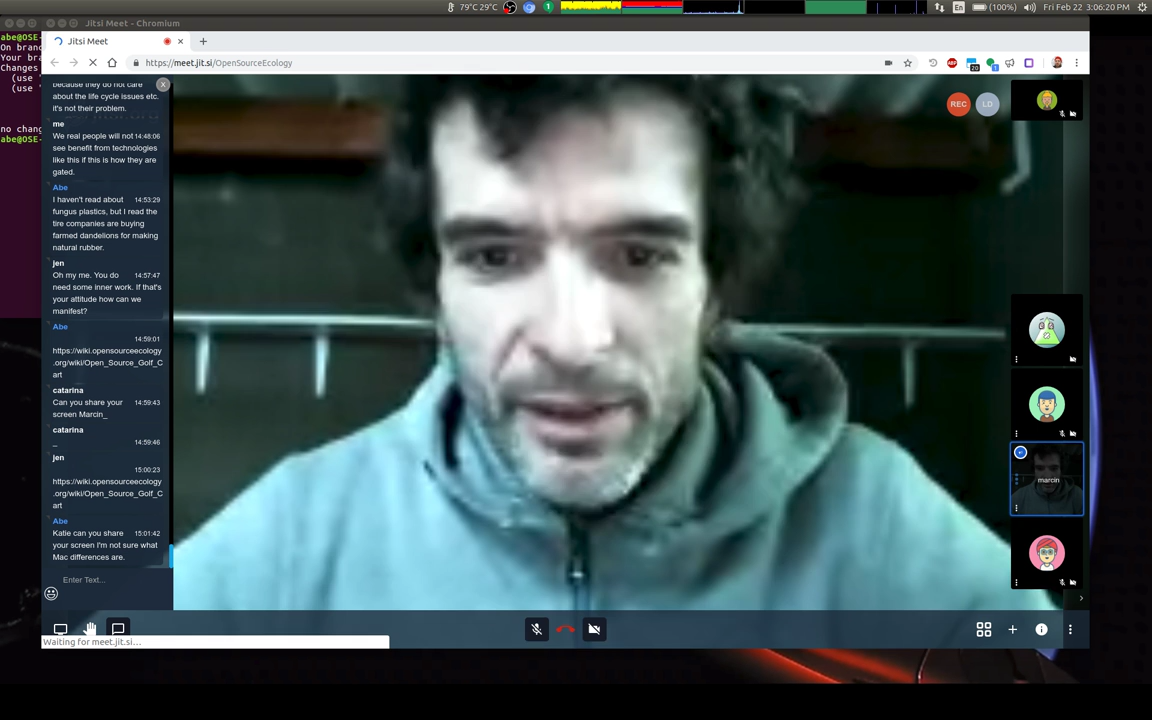 79°C 29°C
1
En
(100%)
Fri Feb 22 3:06:20 PM
Jitsi Meet - Chromium
abe@OSE-
On bran
Your bra
Changes
(use '
(use '
no chang
abe@OSE-
Jitsi Meet
https://meet.jit.si/OpenSourceEcology
ABP
20
because they do not care
about the life cycle issues etc.
it's not their problem.
me
We real people will not 14:48:06
see benefit from technologies
like this if this is how they are
gated.
Abe
I haven't read about 14:53:29
fungus plastics, but I read the
tire companies are buying
farmed dandelions for making
natural rubber.
jen
Oh my me. You do 14:57:47
need some inner work. If that's
your attitude how can we
manifest?
Abe
14:59:01
https://wiki.opensourceecology
.org/wiki/Open_Source_Golf_C
art
catarina
Can you share your 14:59:43
screen Marcin_
catarina
_ 14:59:46
jen
15:00:23
https://wiki.opensourceecology
.org/wiki/Open_Source_Golf_C
art
Abe
Katie can you share 15:01:42
your screen I'm not sure what
Mac differences are.
Enter Text...
Waiting for meet.jit.si...
REC
LD
marcin